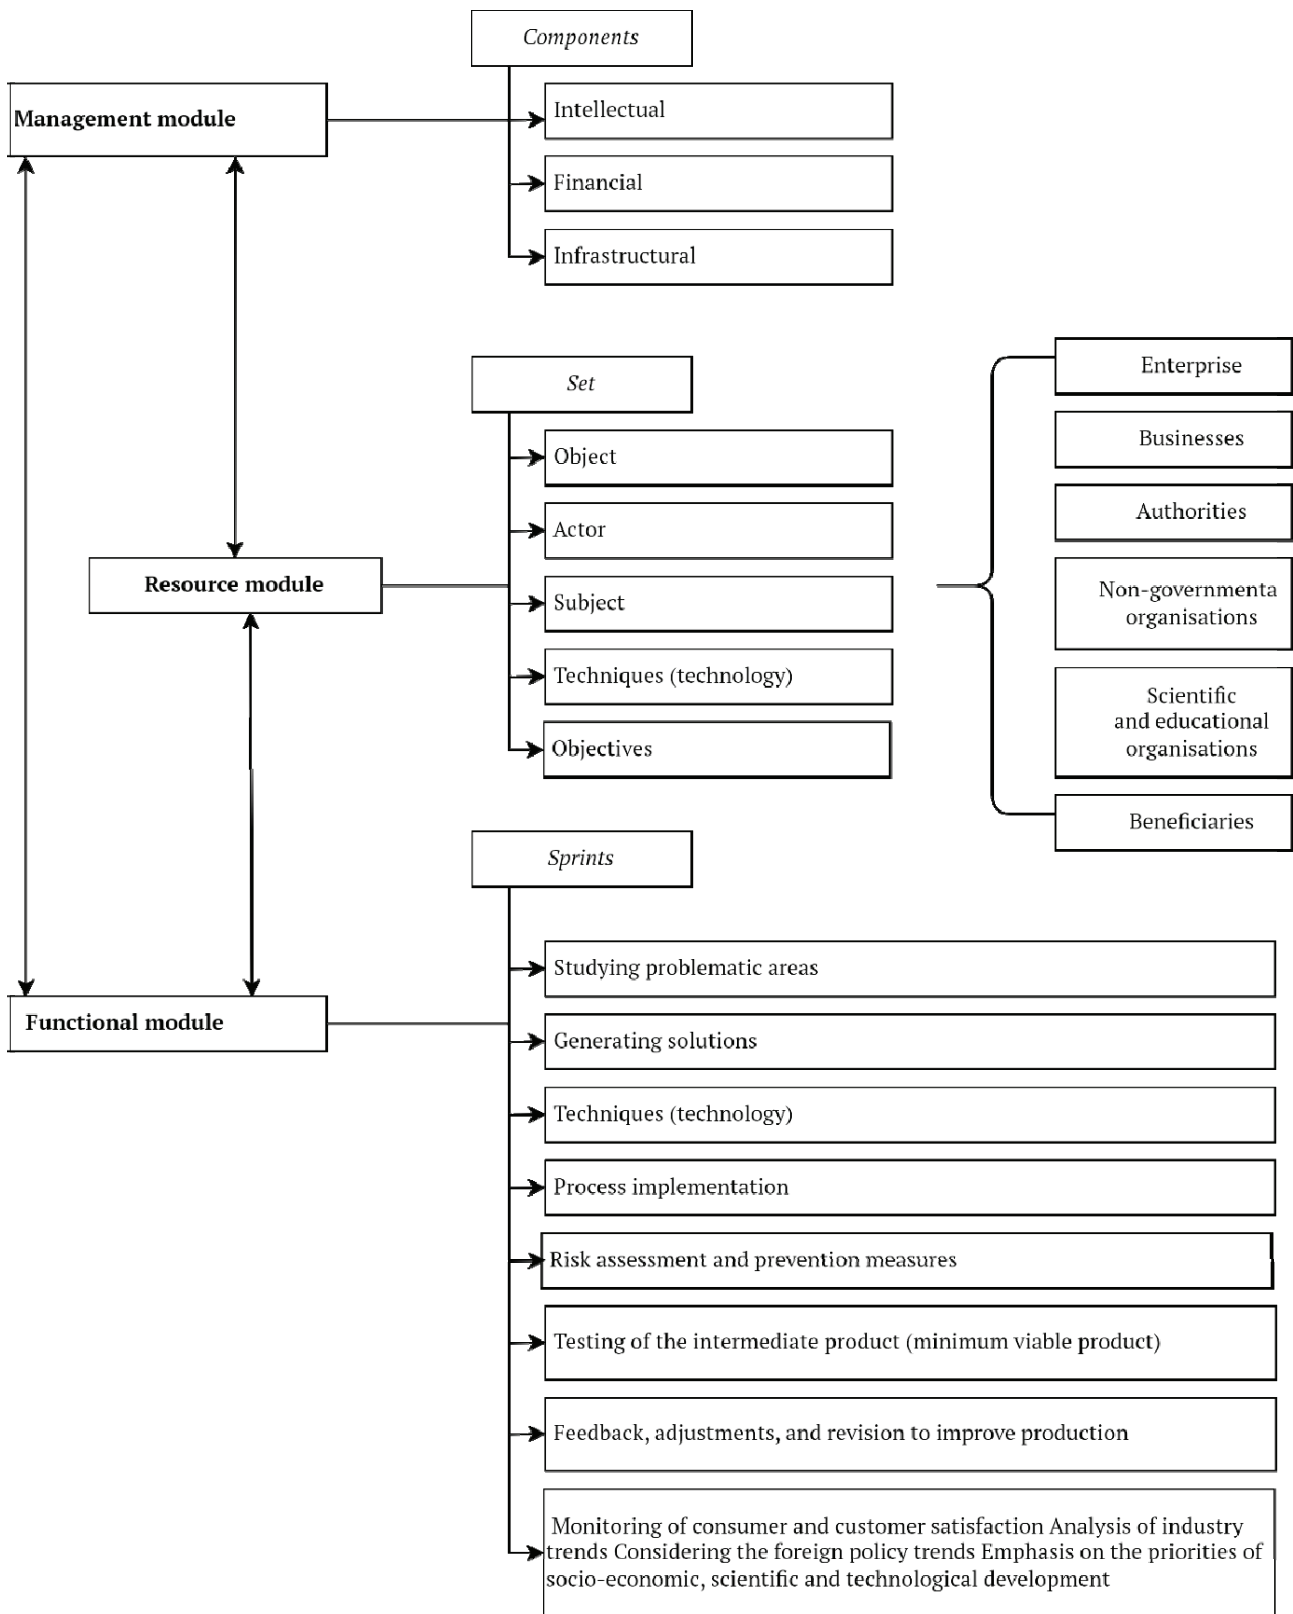 Components
Management module
Intellectual
Financial
Infrastructural
Set
Object
Actor
Resource module
Subject
Techniques (technology)
Objectives
Enterprise
Businesses
Authorities
Non-governmenta
organisations
Scientific
and educational
organisations
Beneficiaries
Sprints
Studying problematic areas
Functional module
Generating solutions
Techniques (technology)
Process implementation
Risk assessment and prevention measures
Testing of the intermediate product (minimum viable product)
Feedback, adjustments, and revision to improve production
Monitoring of consumer and customer satisfaction Analysis of industry
trends Considering the foreign policy trends Emphasis on the priorities of
socio-economic, scientific and technological development